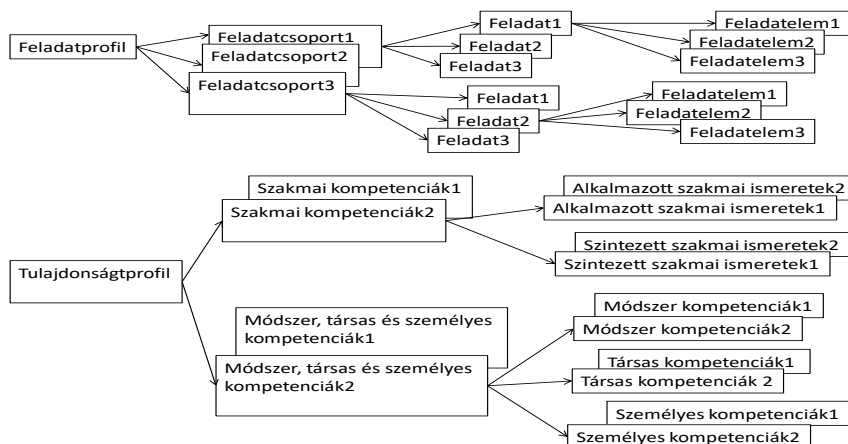 Feladatprofil
Feladatcsoport1
Feladatcsoport2
Feladatcsoport3
Feladat1
Feladat2
Feladat3
Feladatelem1
Feladatelem2
Feladatelem3
Feladat1
Feladat2
Feladat3
Feladatelem1
Feladatelem2
Feladatelem3
Tulajdonságtprofil
Szakmai kompetenciák1
Szakmai kompetenciák2
Alkalmazott szakmai ismeretek2
Alkalmazott szakmai ismeretek1
Szintezett szakmai ismeretek2
Szintezett szakmai ismeretek1
Módszer, társas és személyes
kompetenciák1
Módszer, társas és személyes
kompetenciák2
Módszer kompetenciák1
Módszer kompetenciák2
Társas kompetenciák1
Társas kompetenciák 2
Személyes kompetenciák1
Személyes kompetenciák2